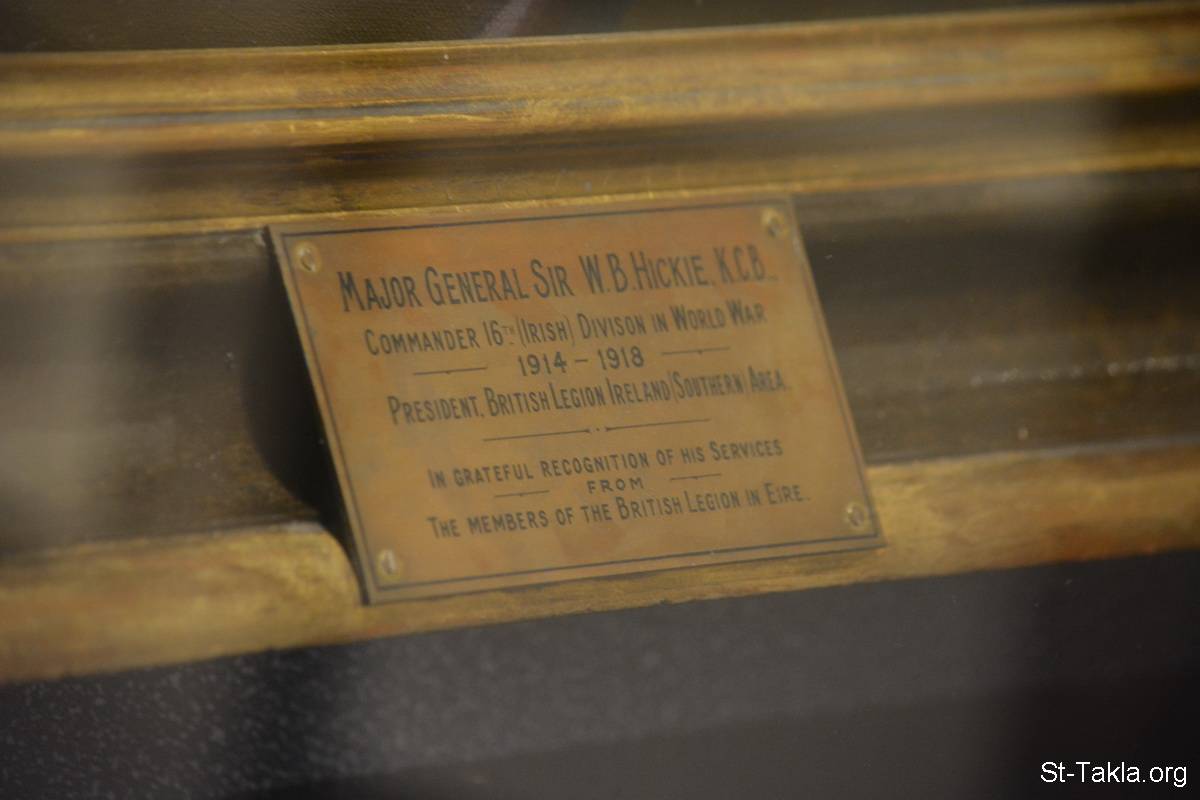 MAJOR GENERAL SIR W.B. HICKIE, K.C.B.
COMMANDER 16TH (IRISH) DIVISON IN WORLD WAR
1914 – 1918
PRESIDENT. BRITISH LEGION IRELAND (SOUTHERN) AREA.
IN GRATEFUL RECOGNITION OF HIS SERVICES
FROM
THE MEMBERS OF THE BRITISH LEGION IN EIRE.
St-Takla.org